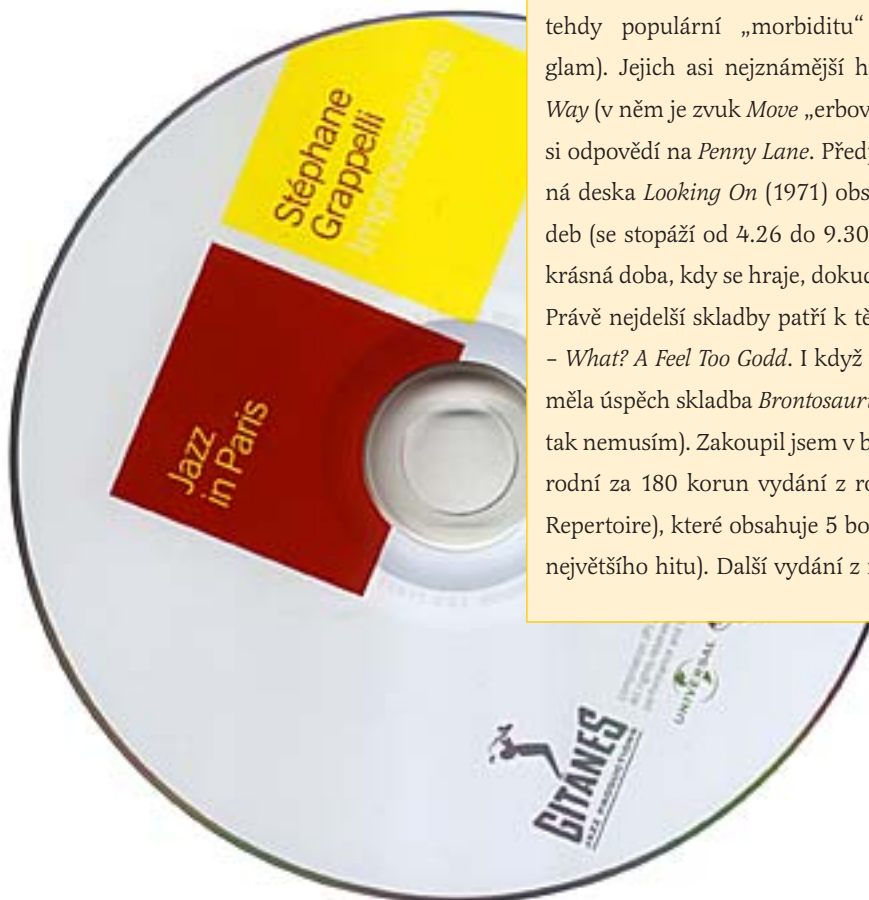 Stéphane
Grappelli
Improvisations
Jazz
in Paris
GITANES
JAZZ PRODUCTIONS
UNIVERSAL
tehdy populární „morbiditu“
glam). Jejich asi nejznámější h
Way (v něm je zvuk Move „erbov
si odpovědí na Penny Lane. Před
ná deska Looking On (1971) obs
deb (se stopáží od 4.26 do 9.30
krásná doba, kdy se hraje, dokud
Právě nejdelší skladby patří k tě
– What? A Feel Too Godd. I když
měla úspěch skladba Brontosaur
tak nemusím). Zakoupil jsem v b
rodní za 180 korun vydání z ro
Repertoire), které obsahuje 5 bo
největšího hitu). Další vydání z